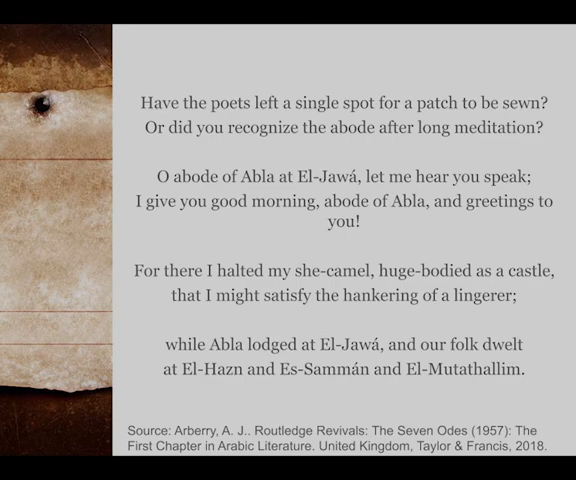 Have the poets left a single spot for a patch to be sewn?
Or did you recognize the abode after long meditation?
O abode of Abla at El-Jawá, let me hear you speak;
I give you good morning, abode of Abla, and greetings to
you!
For there I halted my she-camel, huge-bodied as a castle,
that I might satisfy the hankering of a lingerer;
while Abla lodged at El-Jawá, and our folk dwelt
at El-Hazn and Es-Sammán and El-Mutathallim.
Source: Arberry, A. J.. Routledge Revivals: The Seven Odes (1957): The
First Chapter in Arabic Literature. United Kingdom, Taylor & Francis, 2018.